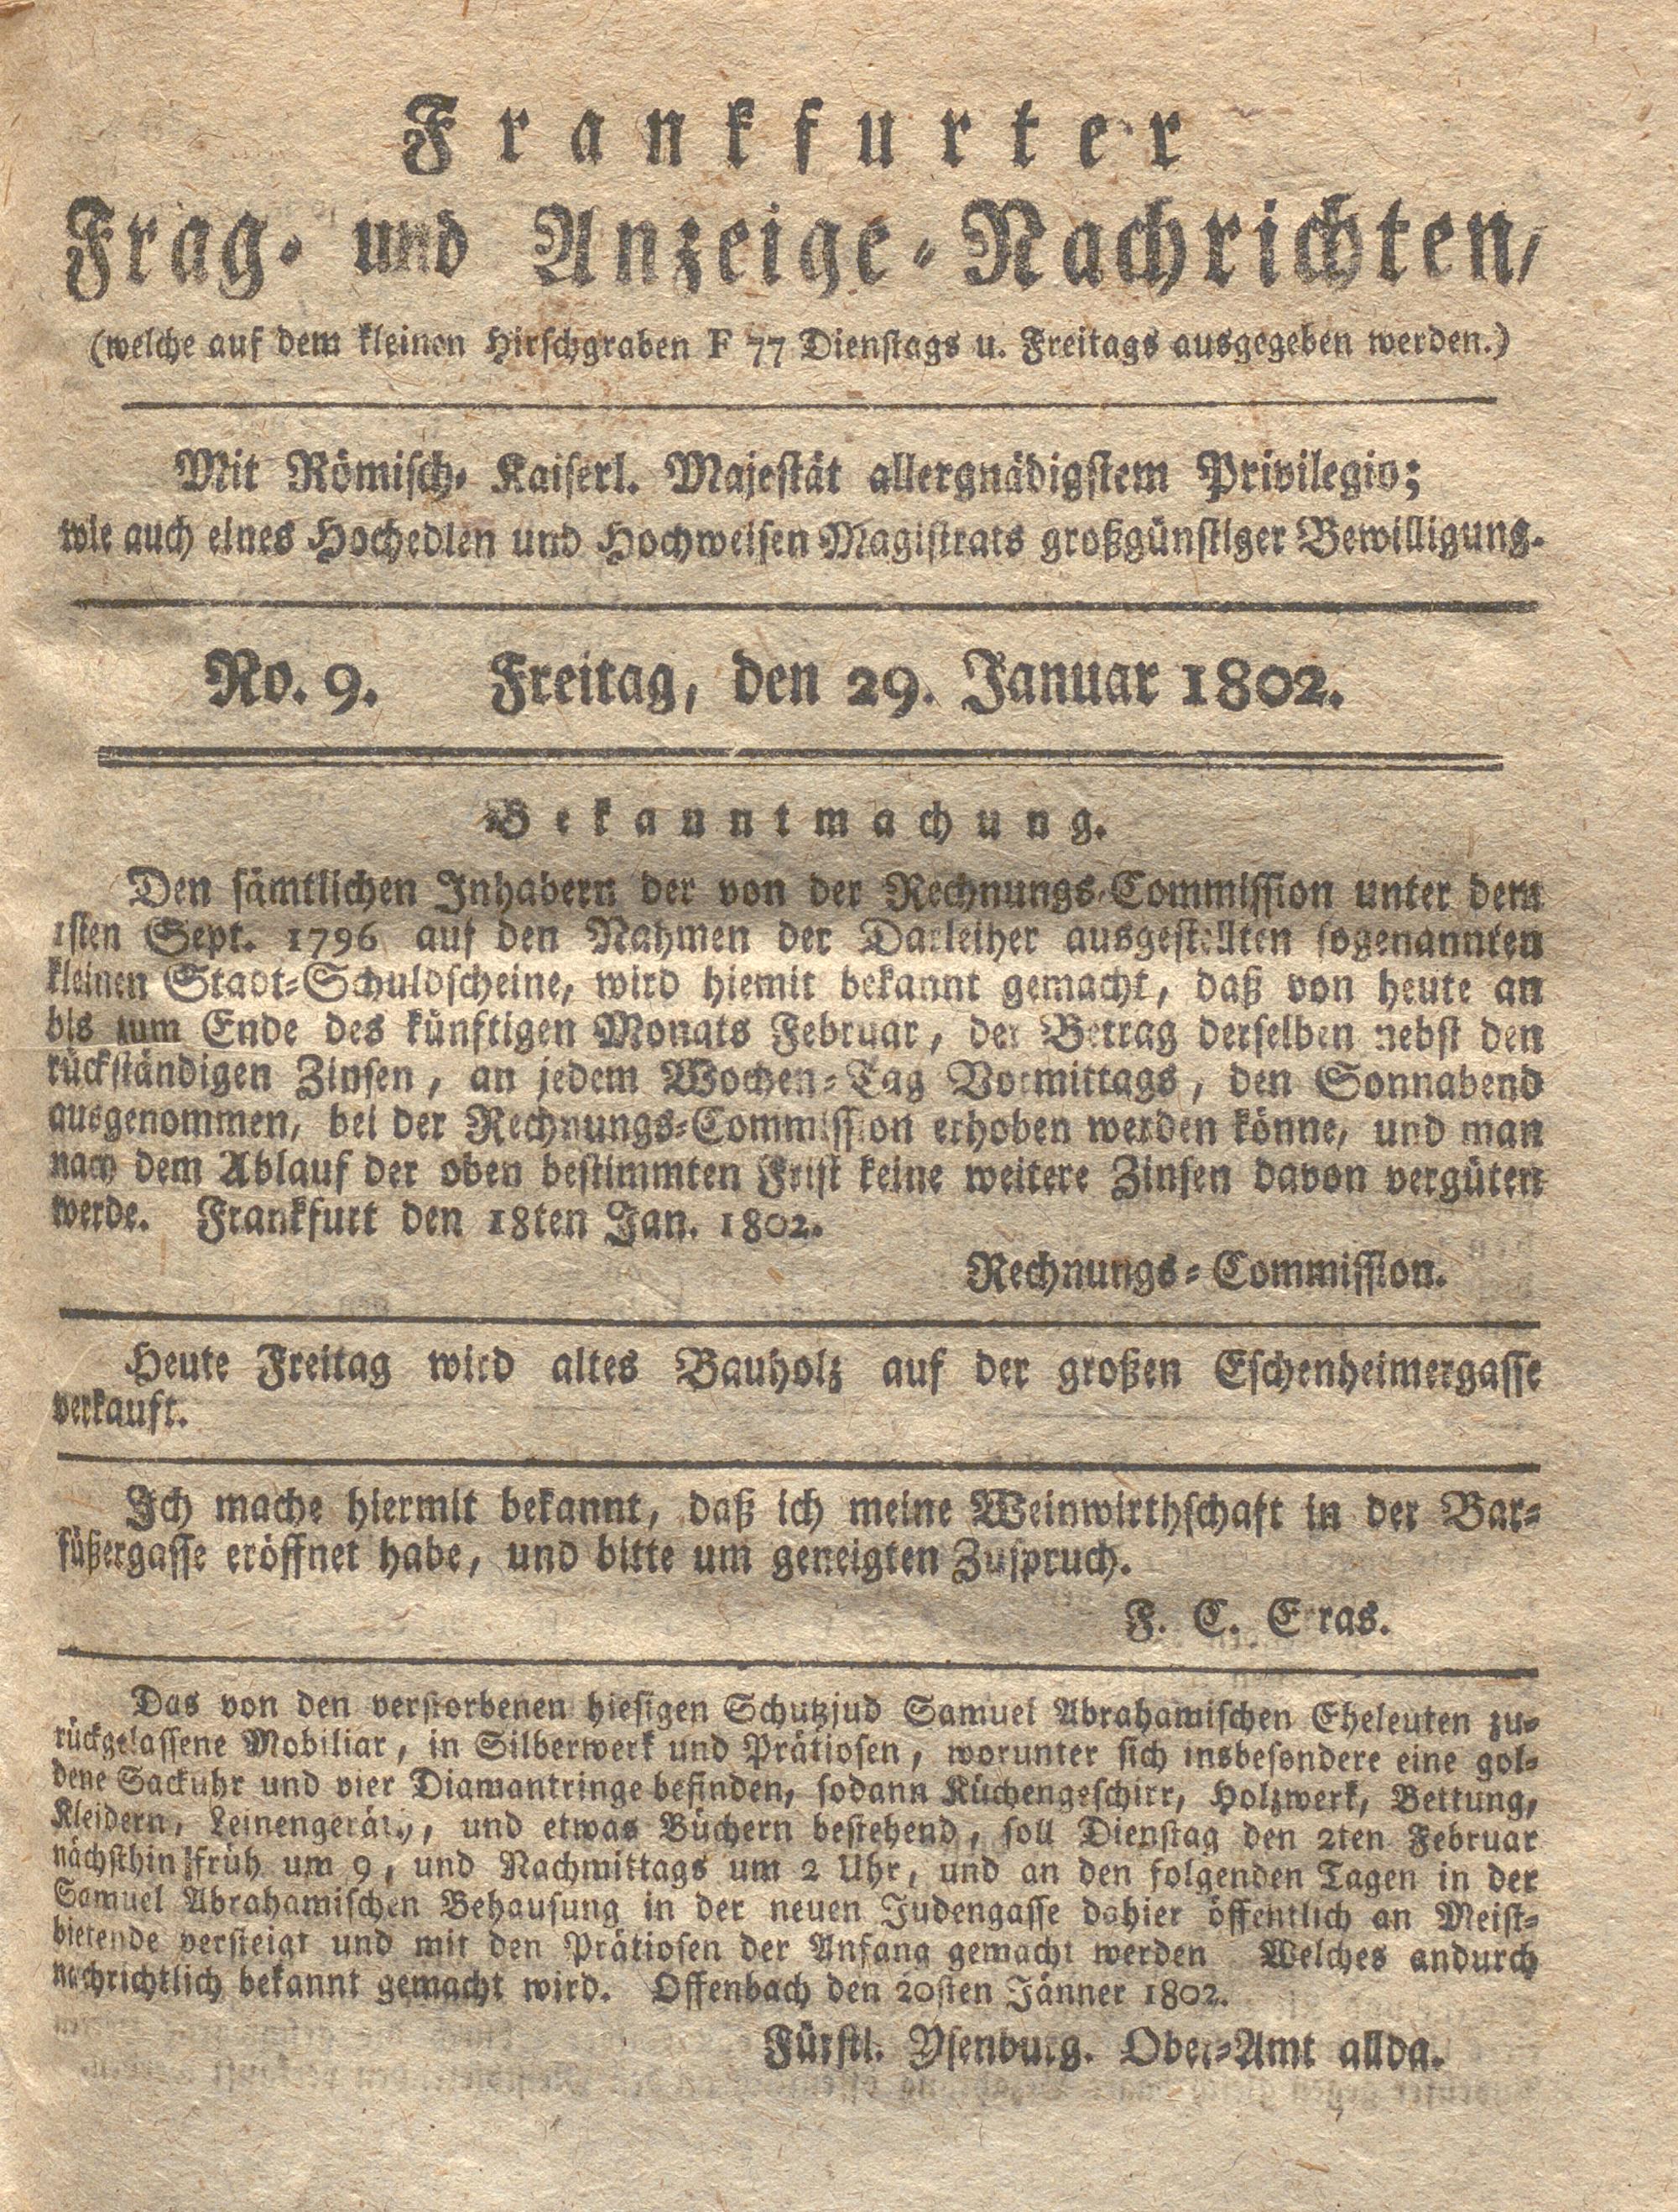 Frankfurter
Frag- und Anzeige-Nachrichten,
(welche auf dem kleinen Hirschgraben F 77 Dienstags u. Freitags ausgegeben werden.)
Mit Römisch- Kaiserl. Majestät allergnädigstem Privilegio;
wie auch eines Hochedlen und Hochweisen Magistrats großgünstiger Bewilligung.
No. 9. Freitag, den 29. Januar 1802.
Bekanntmachung.
Den sämtlichen Inhabern der von der Rechnungs-Commission unter dem
1sten Sept. 1796 auf den Nahmen der Darleiher ausgestellten sogenannten
kleinen Stadt-Schuldscheine, wird hiemit bekannt gemacht, daß von heute an
bis zum Ende des künftigen Monats Februar, der Betrag derselben nebst den
rückständigen Zinsen, an jedem Wochen-Tag Vormittags, den Sonnabend
ausgenommen, bei der Rechnungs-Commission erhoben werden könne, und man
nach dem Ablauf der oben bestimmten Frist keine weitere Zinsen davon vergüten
werde. Frankfurt den 18ten Jan. 1802.
Rechnungs-Commission.
Heute Freitag wird altes Bauholz auf der großen Eschenheimergasse
verkauft.
Ich mache hiermit bekannt, daß ich meine Weinwirthschaft in der Bar-
füßergasse eröffnet habe, und bitte um geneigten Zuspruch.
F. C.
Das von den verstorbenen hiesigen Schutzjud Samuel Abrahamischen Eheleuten zu-
rückgelassene Mobiliar, in Silberwerk und Prätiosen, worunter sich insbesondere eine gol-
dene Sackuhr und vier Diamantringe befinden, sodann Küchengeschirr, Holzwerk, Bettung,
Kleidern, Leinengeräth, und etwas Büchern bestehend, soll Dienstag den 2ten Februar
nächsthin früh um 9, und Nachmittags um 2 Uhr, und an den folgenden Tagen in der
Samuel Abrahamischen Behausung in der neuen Judengasse dahier öffentlich an Meist-
bietende versteigt und mit den Prätiosen der Anfang gemacht werden Welches andurch
nachrichtlich bekannt gemacht wird. Offenbach den 20sten Jänner 1802.
Fürstl. Ysenburg. Ober-Amt allda.